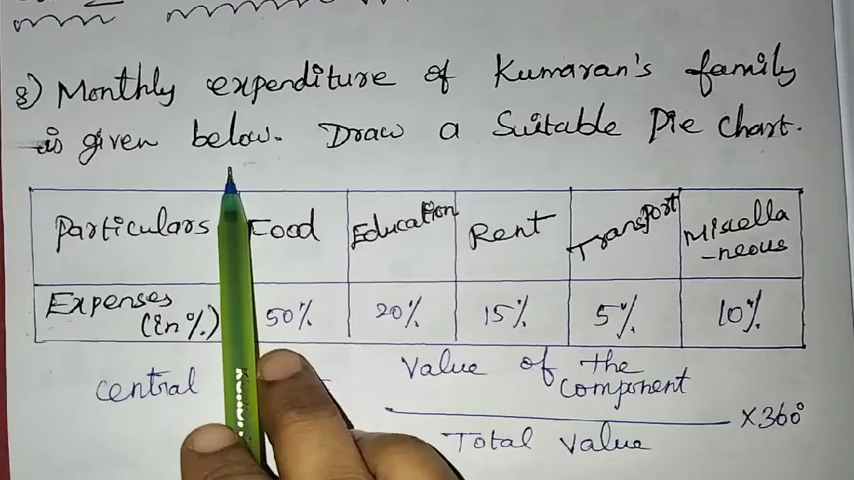 8) Monthly expenditure of Kumaran's family
is given below. Draw a Suitable Pie chart.
Particulars Food Education Rent Transport Miscella
-neous
Expenses
(in %) 50% 20% 15% 5% 10%
central Value of the
component
× 360°
Total value